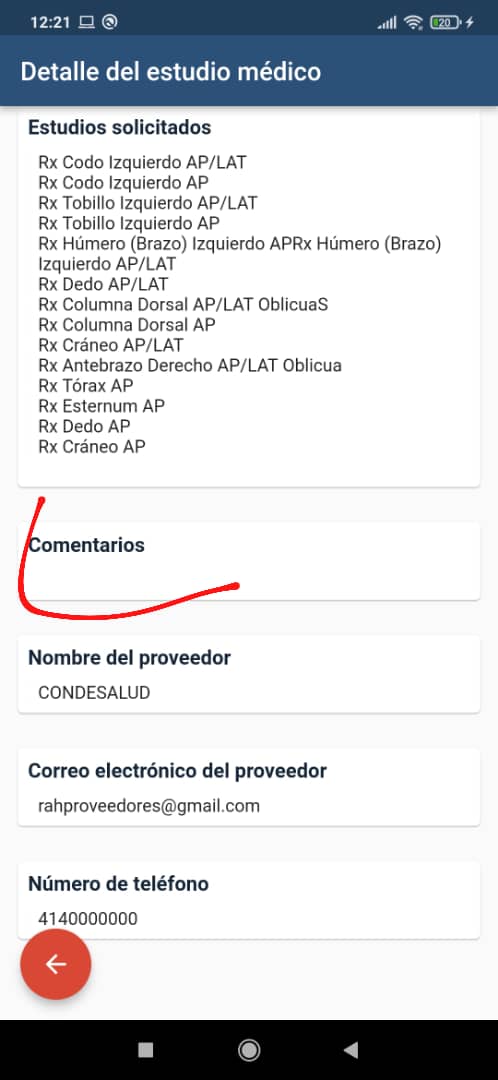 12:21
20
Detalle del estudio médico
Estudios solicitados
Rx Codo Izquierdo AP/LAT
Rx Codo Izquierdo AP
Rx Tobillo Izquierdo AP/LAT
Rx Tobillo Izquierdo AP
Rx Húmero (Brazo) Izquierdo APRx Húmero (Brazo)
Izquierdo AP/LAT
Rx Dedo AP/LAT
Rx Columna Dorsal AP/LAT OblicuaS
Rx Columna Dorsal AP
Rx Cráneo AP/LAT
Rx Antebrazo Derecho AP/LAT Oblicua
Rx Tórax AP
Rx Esternum AP
Rx Dedo AP
Rx Cráneo AP
Comentarios
Nombre del proveedor
CONDESALUD
Correo electrónico del proveedor
rahproveedores@gmail.com
Número de teléfono
4140000000